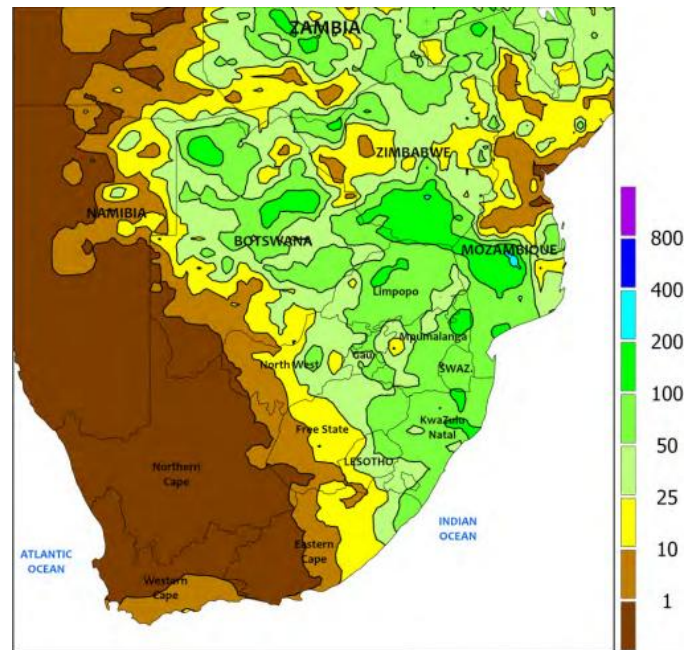 ZAMBIA
ZIMBABWE
NAMIBIA
BOTSWANA
MOZAMBIQUE
Limpopo
Mpumalanga
Gau.
North West
SWAZ.
KwaZulu
Natal
Free State
LESOTHO
Northern
Cape
INDIAN
OCEAN
ATLANTIC
OCEAN
Eastern
Cape
Western
Cape
800
400
200
100
50
25
10
1